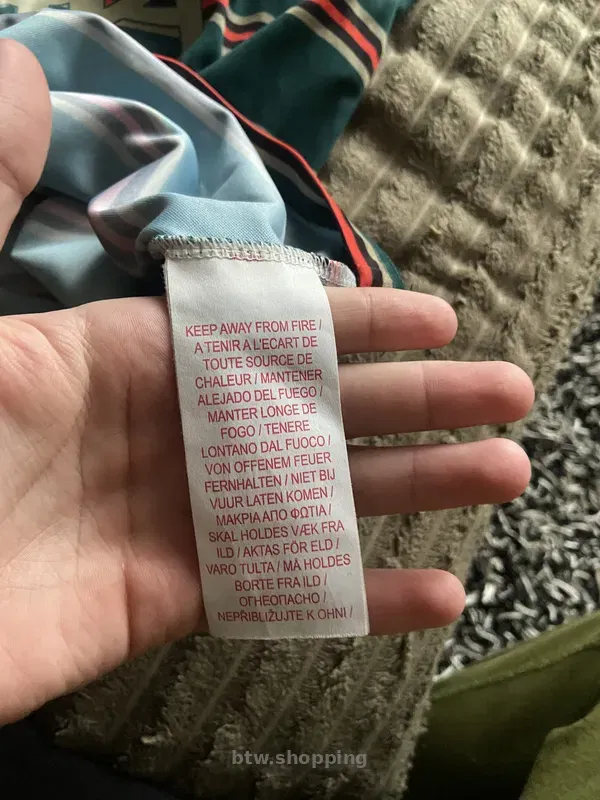 KEEP AWAY FROM FIRE /
A TENIR A L'ECART DE
TOUTE SOURCE DE
CHALEUR / MANTENER
ALEJADO DEL FUEGO /
MANTER LONGE DE
FOGO / TENERE
LONTANO DAL FUOCO /
VON OFFENEM FEUER
FERNHALTEN / NIET BIJ
VUUR LATEN KOMEN /
ΜΑΚΡΙΑ ΑΠΟ ΦΩΤΙΑ /
SKAL HOLDES VÆK FRA
ILD / AKTAS FÖR ELD /
VARO TULTA / MÅ HOLDES
BORTE FRA ILD /
ОГНЕОПАСНО /
NEPŘIBLIŽUJTE K OHNI /
btw.shopping